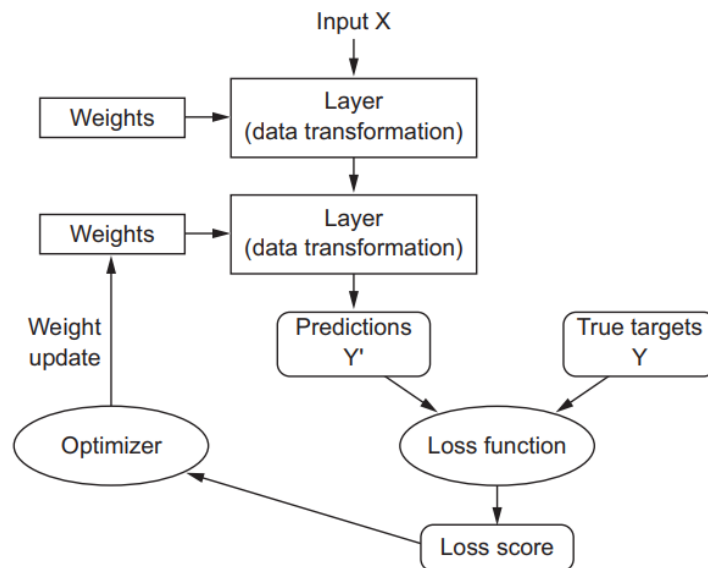 Input X
Weights
Layer
(data transformation)
Weights
Layer
(data transformation)
Weight
update
Predictions
Y'
True targets
Y
Optimizer
Loss function
Loss score